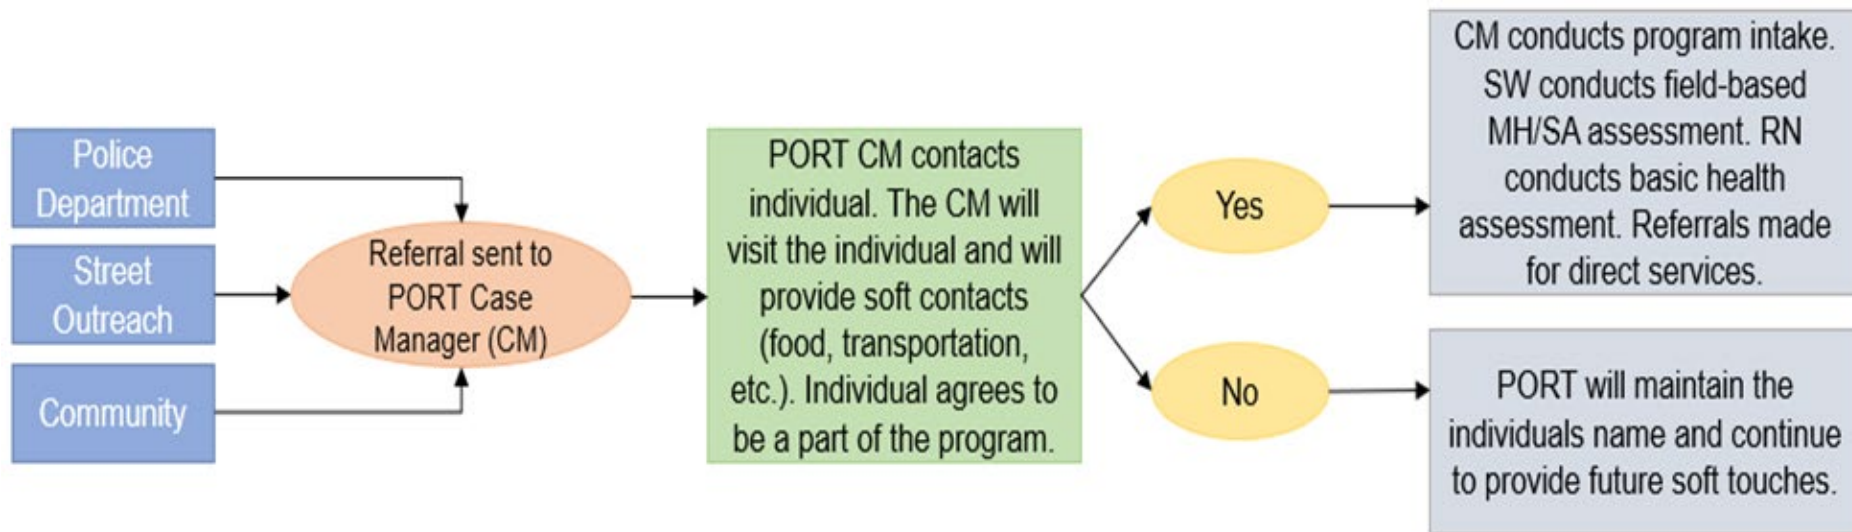 Police
Department
Street
Outreach
Community
Referral sent to
PORT Case
Manager (CM)
PORT CM contacts
individual. The CM will
visit the individual and will
provide soft contacts
(food, transportation,
etc.). Individual agrees to
be a part of the program.
Yes
No
CM conducts program intake.
SW conducts field-based
MH/SA assessment. RN
conducts basic health
assessment. Referrals made
for direct services.
PORT will maintain the
individuals name and continue
to provide future soft touches.